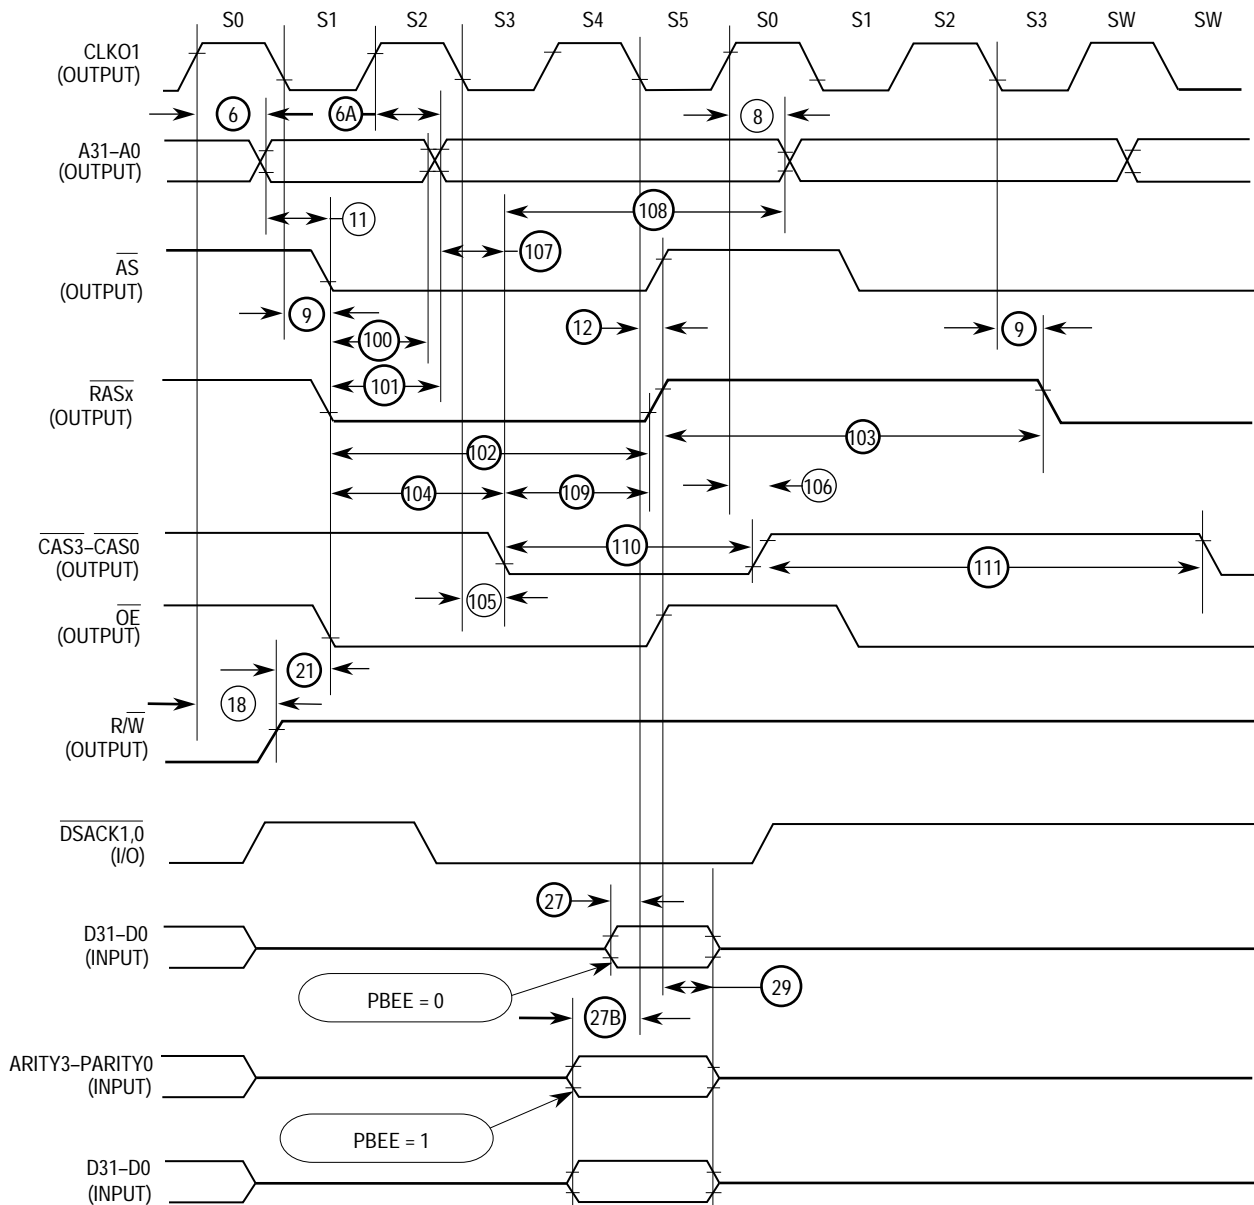 S0 S1 S2 S3 S4 S5 S0 S1 S2 S3 SW SW
CLKO1
(OUTPUT)
6 6A 8
A31–A0
(OUTPUT)
11 108
107
AS
(OUTPUT)
9 12 9
100
101
RASx
(OUTPUT)
102 103
104 109 106
CAS3–CAS0
(OUTPUT)
110 111
105
OE
(OUTPUT)
21
18
R/W
(OUTPUT)
DSACK1,0
(I/O)
27
D31–D0
(INPUT)
PBEE = 0
29
27B
ARITY3–PARITY0
(INPUT)
PBEE = 1
D31–D0
(INPUT)